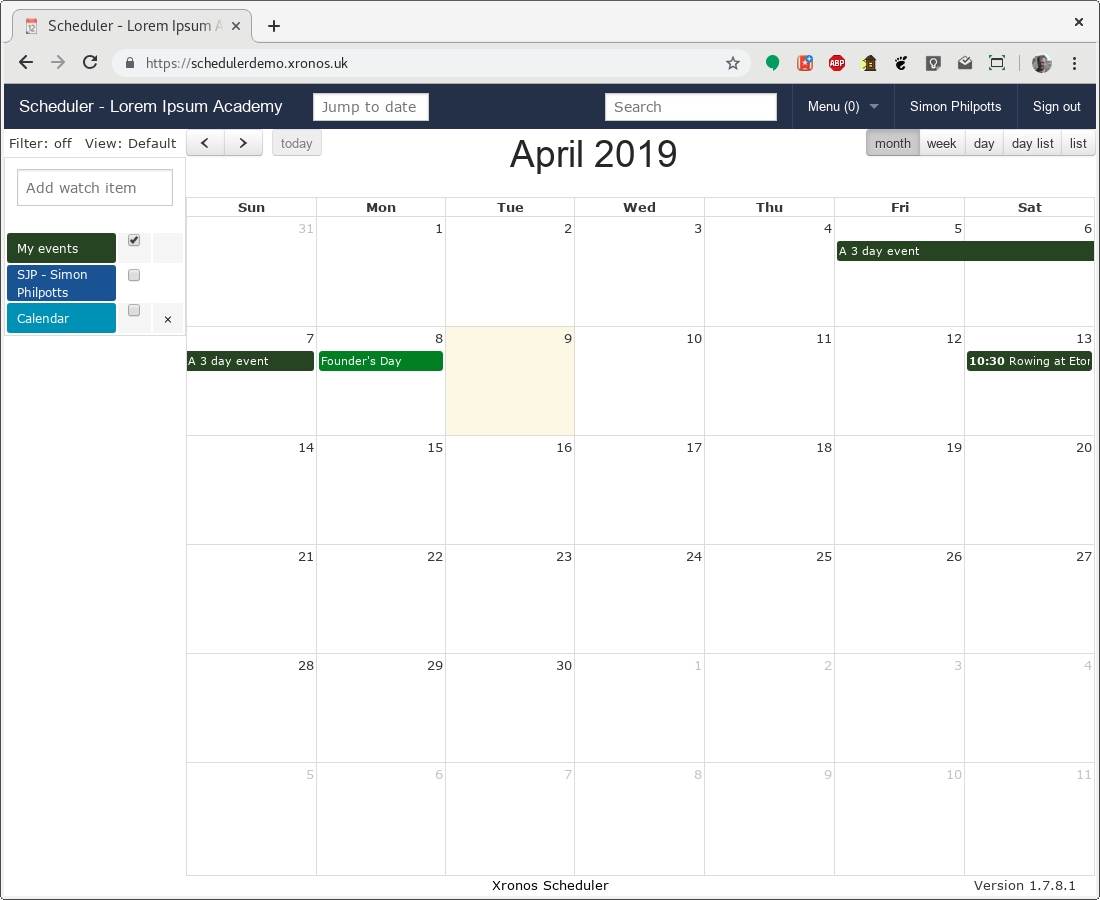 Scheduler - Lorem Ipsum A
https://schedulerdemo.xronos.uk
ABP
Scheduler - Lorem Ipsum Academy
Jump to date
Search
Menu (0)
Simon Philpotts
Sign out
Filter: off View: Default
today
April 2019
month week day day list list
Add watch item
My events
SJP - Simon
Philpotts
Calendar
×
Sun Mon Tue Wed Thu Fri Sat
31 1 2 3 4 5 6
A 3 day event
7 8 9 10 11 12 13
A 3 day event
Founder's Day
10:30 Rowing at Eton
14 15 16 17 18 19 20
21 22 23 24 25 26 27
28 29 30 1 2 3 4
5 6 7 8 9 10 11
Xronos Scheduler
Version 1.7.8.1